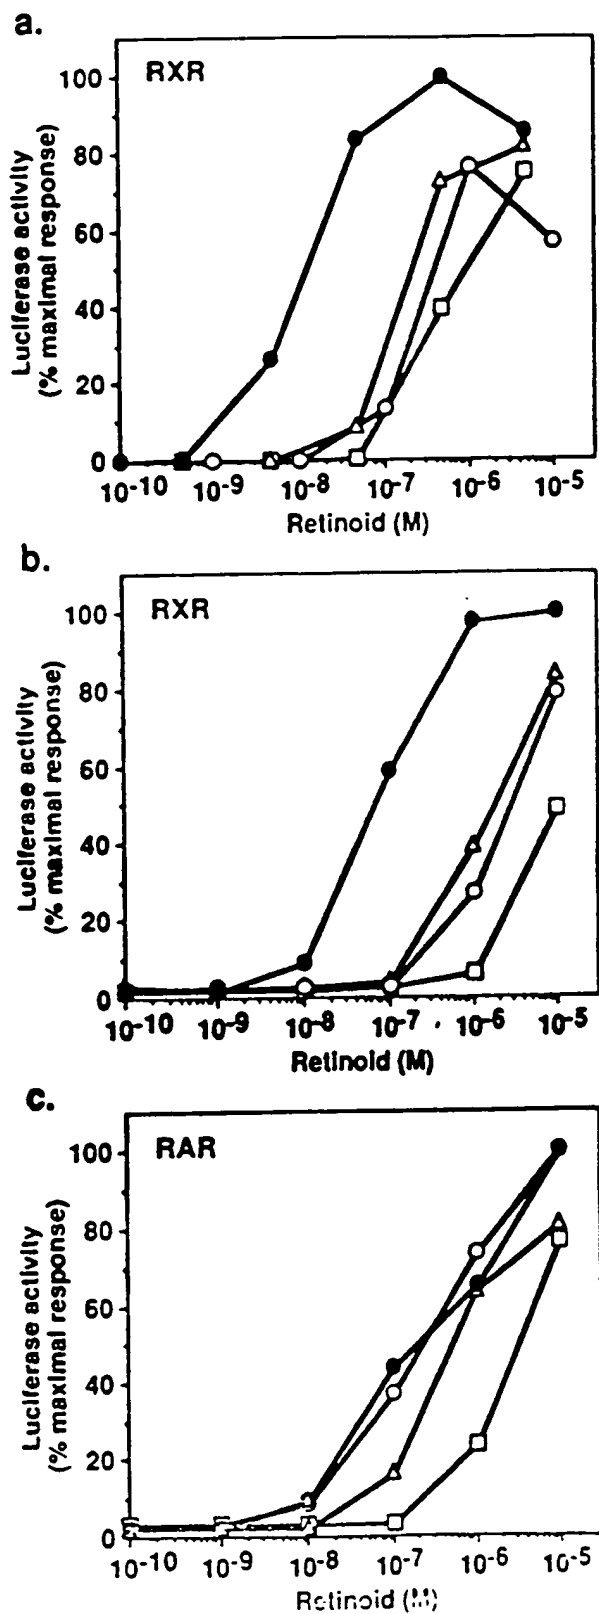 a.
RXR
Luciferase activity
(% maximal response)
100
80
60
40
20
0
10-10 10-9 10-8 10-7 10-6 10-5
Retinoid (M)
b.
RXR
Luciferase activity
(% maximal response)
100
80
60
40
20
0
10-10 10-9 10-8 10-7 10-6 10-5
Retinoid (M)
c.
RAR
Luciferase activity
(% maximal response)
100
80
60
40
20
0
10-10 10-9 10-8 10-7 10-6 10-5
Retinoid (M)